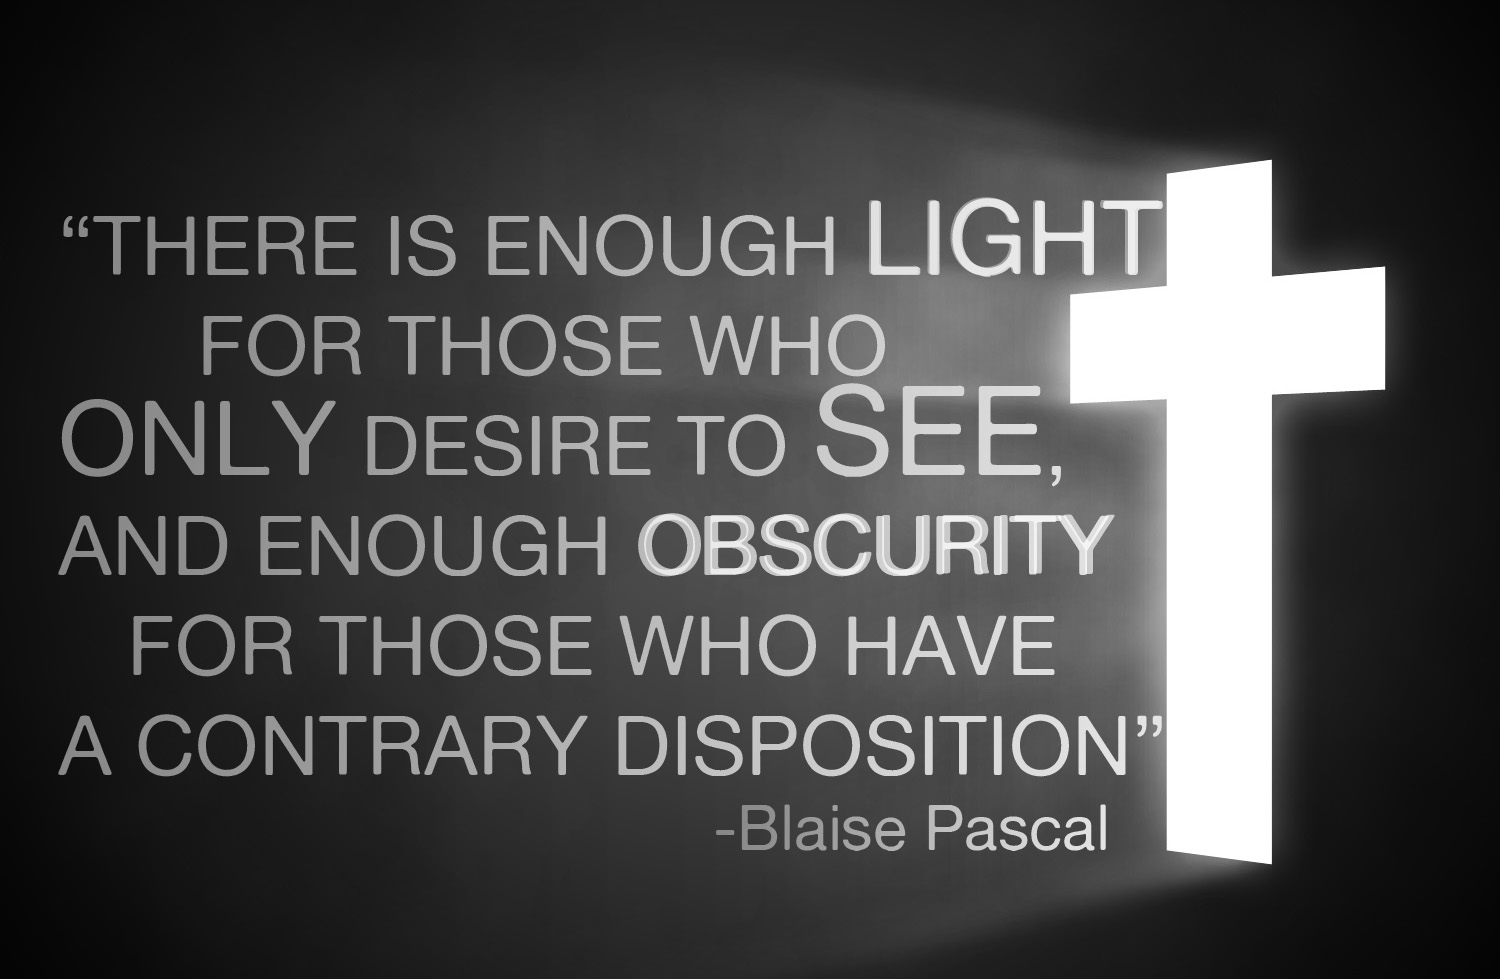 “THERE IS ENOUGH LIGHT
FOR THOSE WHO
ONLY DESIRE TO SEE,
AND ENOUGH OBSCURITY
FOR THOSE WHO HAVE
A CONTRARY DISPOSITION”
-Blaise Pascal